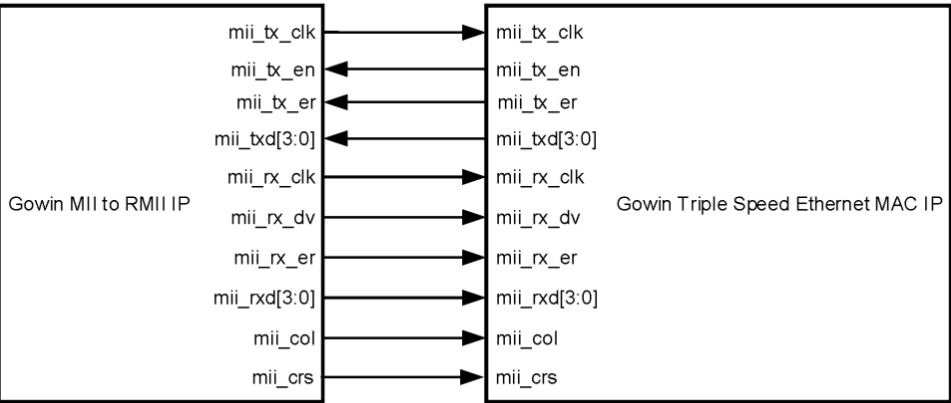 mii_tx_clk mii_tx_clk
mii_tx_en mii_tx_en
mii_tx_er mii_tx_er
mii_txd[3:0] mii_txd[3:0]
mii_rx_clk mii_rx_clk
Gowin MII to RMII IP Gowin Triple Speed Ethernet MAC IP
mii_rx_dv mii_rx_dv
mii_rx_er mii_rx_er
mii_rxd[3:0] mii_rxd[3:0]
mii_col mii_col
mii_crs mii_crs